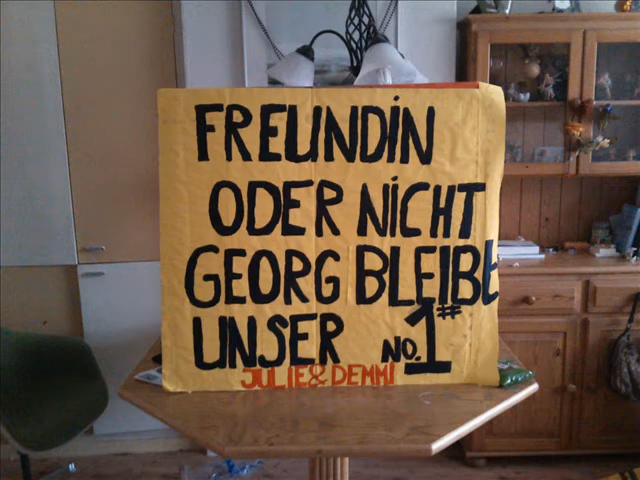 FREUNDiN
ODER NiCHT
GEORG BLEIBt
UNSER NO.1#
JULIE & DEMMI